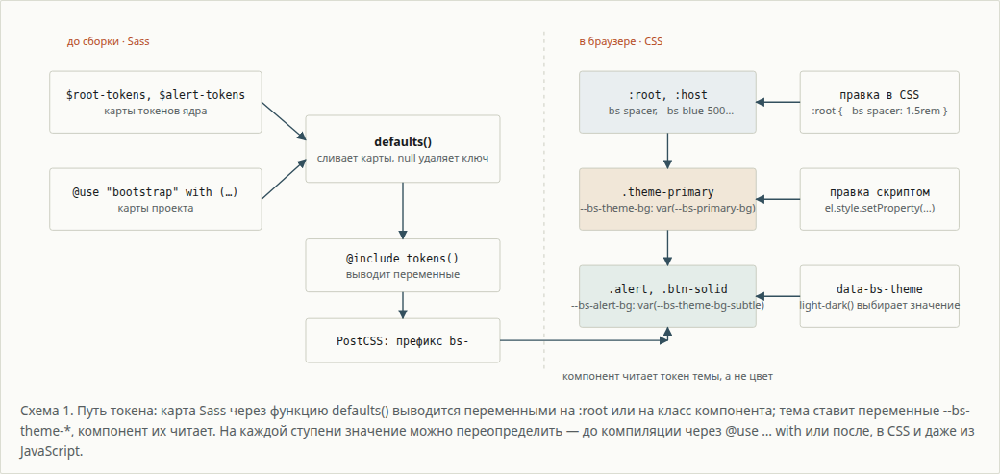 до сборки · Sass
$root-tokens, $alert-tokens
карты токенов ядра
@use "bootstrap" with (…)
карты проекта
defaults()
сливает карты, null удаляет ключ
@include tokens()
выводит переменные
PostCSS: префикс bs-
в браузере · CSS
:root, :host
--bs-spacer, --bs-blue-500…
правка в CSS
:root { --bs-spacer: 1.5rem }
.theme-primary
--bs-theme-bg: var(--bs-primary-bg)
правка скриптом
el.style.setProperty(…)
.alert, .btn-solid
--bs-alert-bg: var(--bs-theme-bg-subtle)
data-bs-theme
light-dark() выбирает значение
компонент читает токен темы, а не цвет
Схема 1. Путь токена: карта Sass через функцию defaults() выводится переменными на :root или на класс компонента; тема ставит переменные --bs-
theme-*, компонент их читает. На каждой ступени значение можно переопределить — до компиляции через @use … with или после, в CSS и даже из
JavaScript.